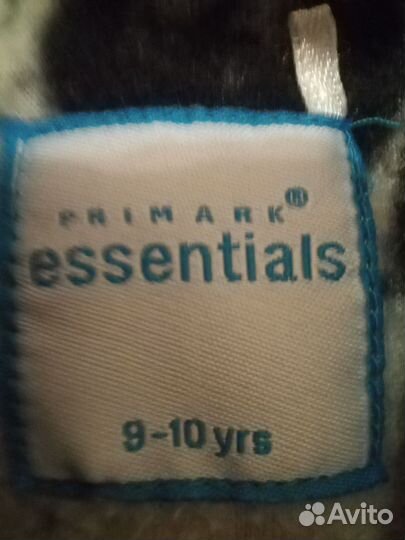 PRIMARK®
essentials
9-10 yrs
Avito